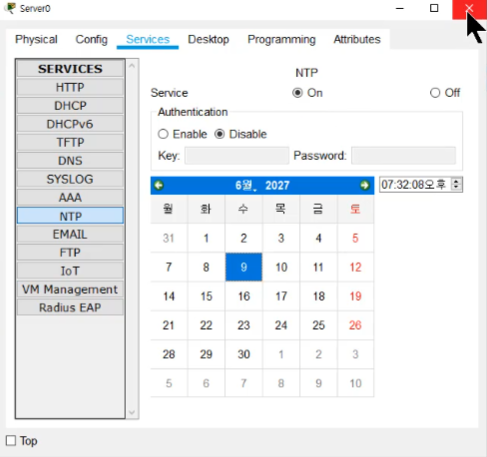 Server0
Physical Config Services Desktop Programming Attributes
SERVICES
HTTP
DHCP
DHCPv6
TFTP
DNS
SYSLOG
AAA
NTP
EMAIL
FTP
IoT
VM Management
Radius EAP
NTP
Service On Off
Authentication
Enable Disable
Key: Password:
6월, 2027 07:32:08오후
월 화 수 목 금 토
31 1 2 3 4 5
7 8 9 10 11 12
14 15 16 17 18 19
21 22 23 24 25 26
28 29 30 1 2 3
5 6 7 8 9 10
Top